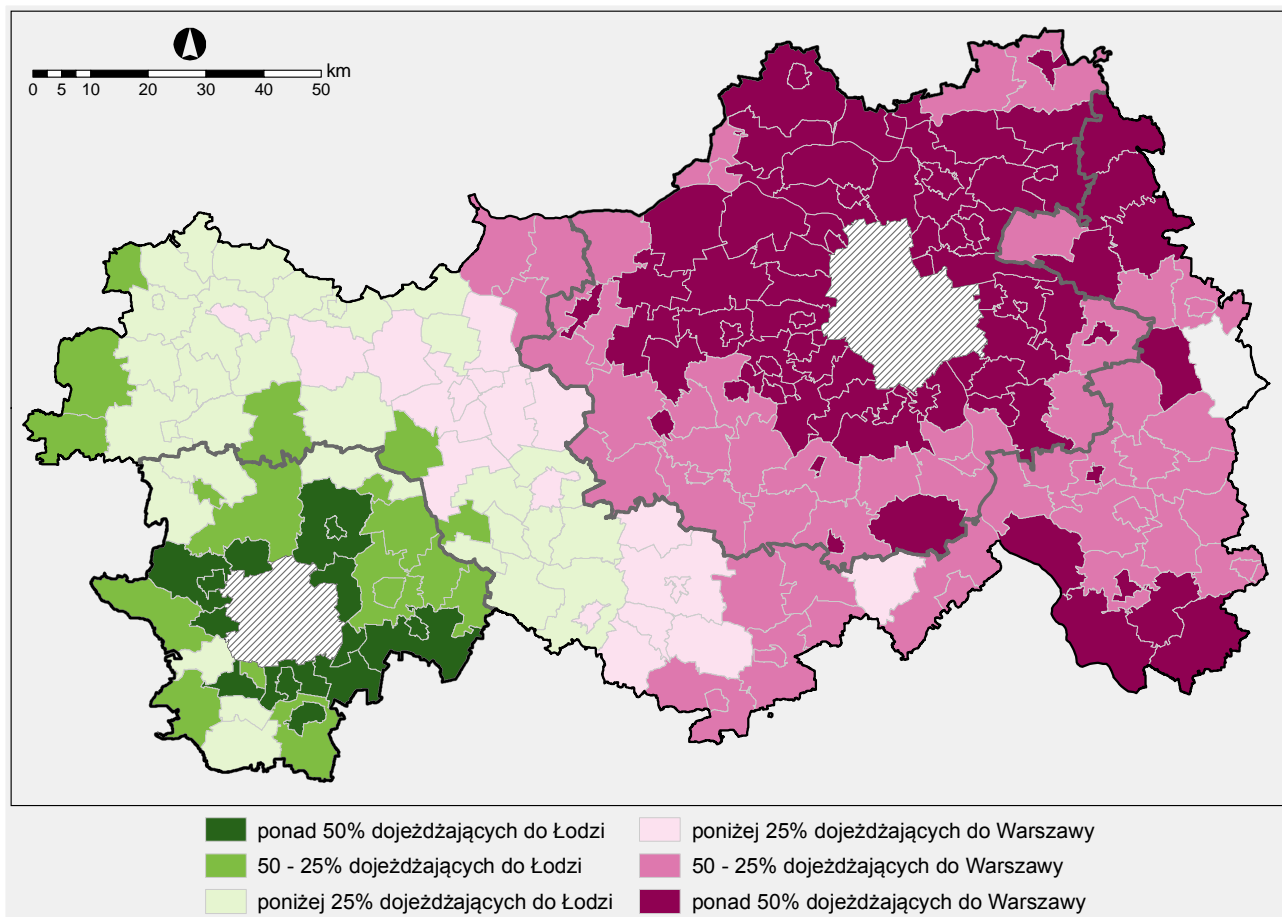 km
0 5 10 20 30 40 50
ponad 50% dojeżdżających do Łodzi
50 - 25% dojeżdżających do Łodzi
poniżej 25% dojeżdżających do Łodzi
poniżej 25% dojeżdżających do Warszawy
50 - 25% dojeżdżających do Warszawy
ponad 50% dojeżdżających do Warszawy